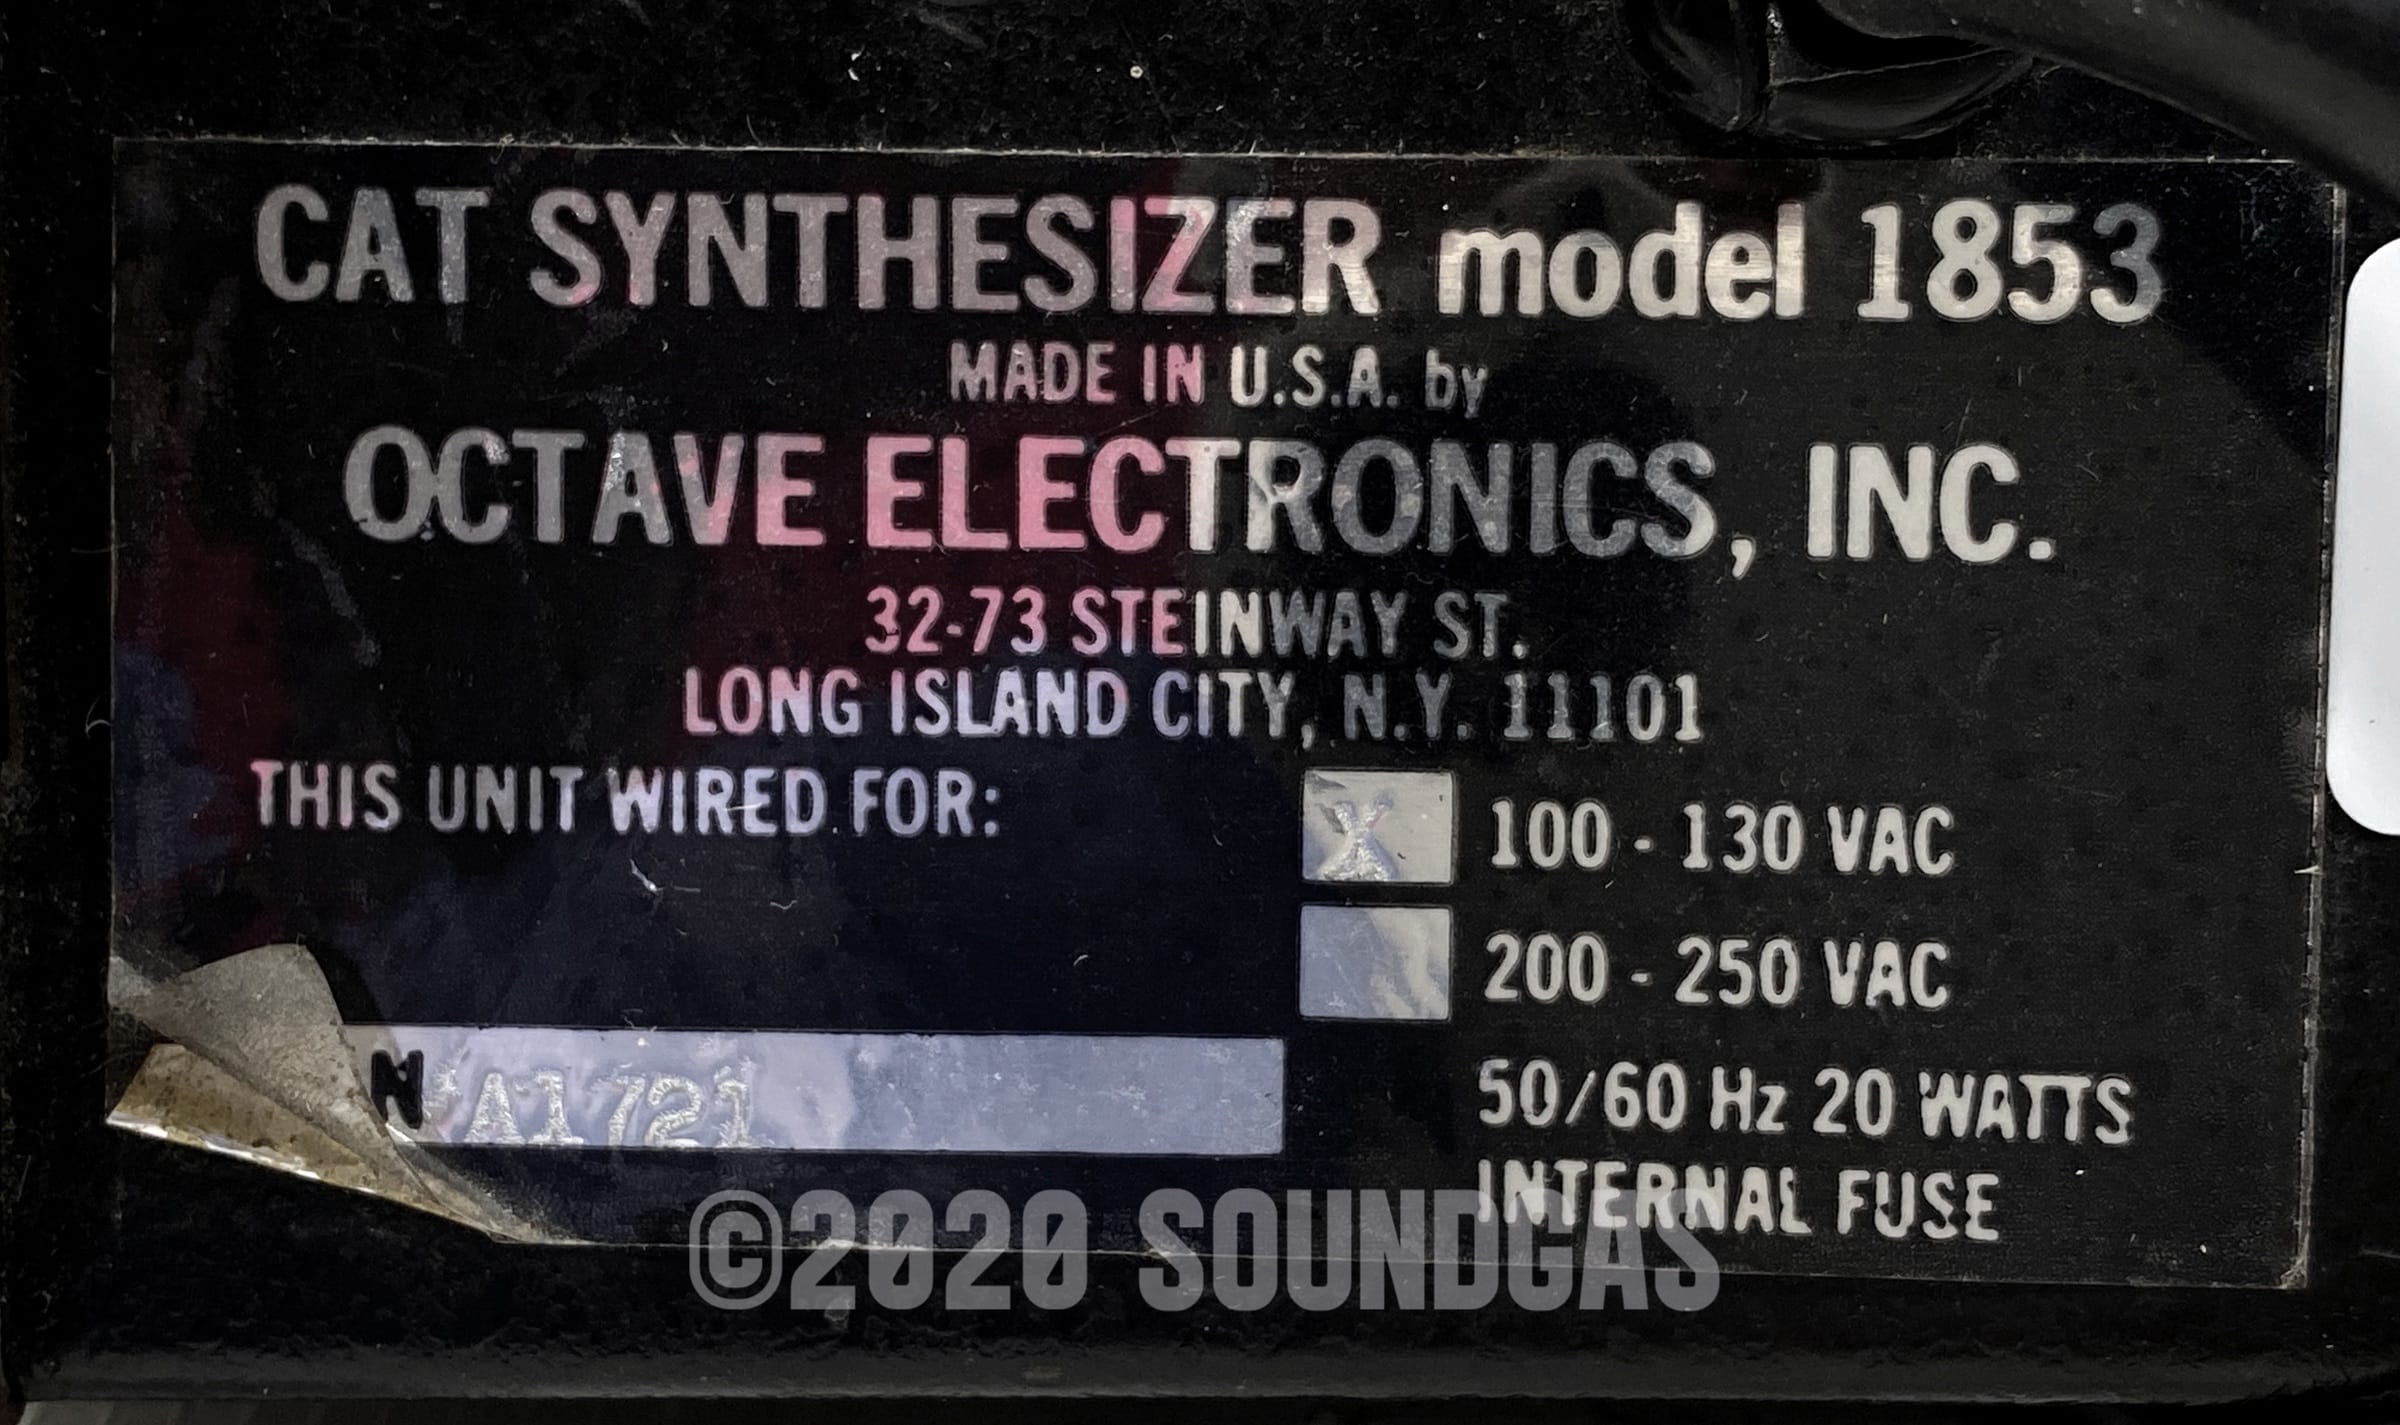 CAT SYNTHESIZER model 1853
MADE IN U.S.A. by
OCTAVE ELECTRONICS, INC.
32-73 STEINWAY ST.
LONG ISLAND CITY, N.Y. 11101
THIS UNIT WIRED FOR:
X 100 - 130 VAC
200 - 250 VAC
N A1721
50/60 Hz 20 WATTS
INTERNAL FUSE
©2020 SOUNDGAS